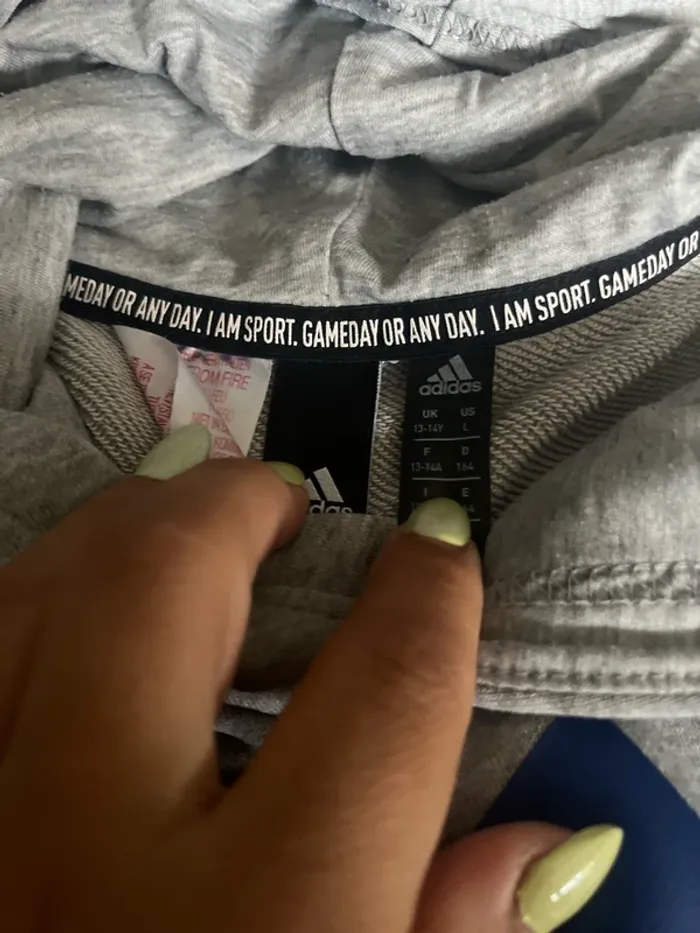 MEDAY OR ANY DAY. I AM SPORT. GAMEDAY OR ANY DAY. I AM SPORT. GAMEDAY OR
FROM FIRE
adidas
UK US
13-14Y L
F D
13-14A 164
I E